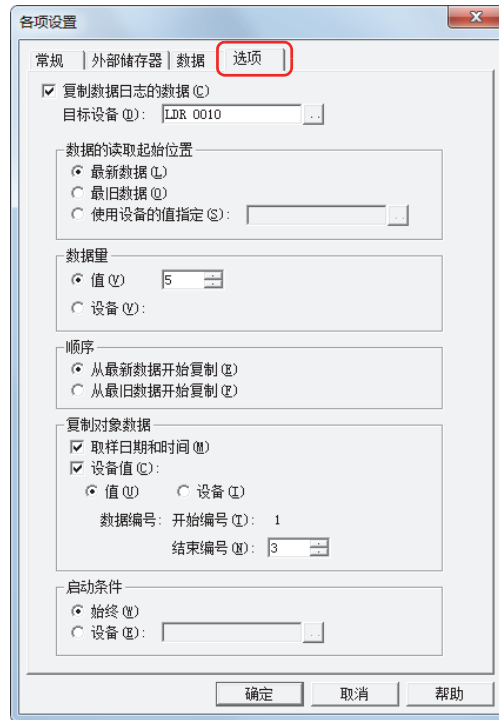 各项设置
常规 外部储存器 数据 选项
复制数据日志的数据(C)
目标设备(D): LDR 0010 ..
数据的读取起始位置
最新数据(L)
最旧数据(O)
使用设备的值指定(S): ..
数据量
值(V) 5
设备(V):
顺序
从最新数据开始复制(E)
从最旧数据开始复制(F)
复制对象数据
取样日期和时间(M)
设备值(C):
值(U) 设备(I)
数据编号: 开始编号(T): 1
结束编号(N): 3
启动条件
始终(W)
设备(E): ..
确定 取消 帮助